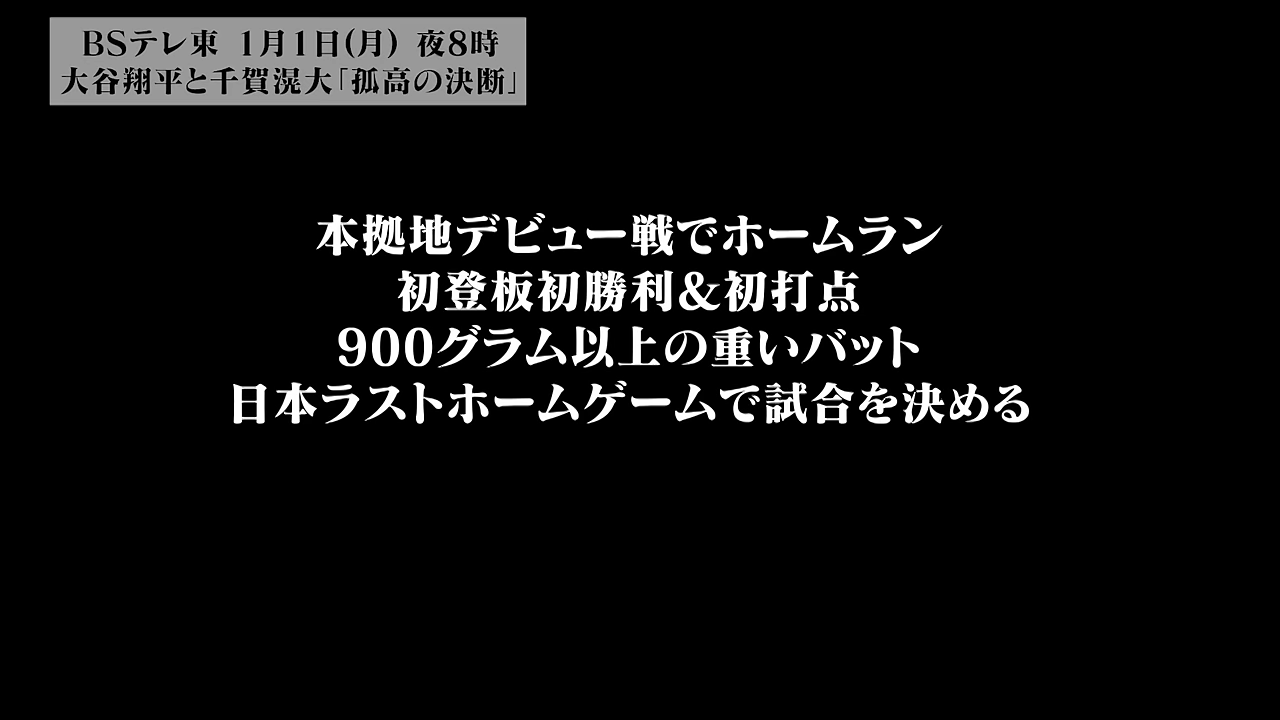 BSテレ東 1月1日(月) 夜8時
大谷翔平と千賀滉大「孤高の決断」
本拠地デビュー戦でホームラン
初登板初勝利&初打点
900グラム以上の重いバット
日本ラストホームゲームで試合を決める